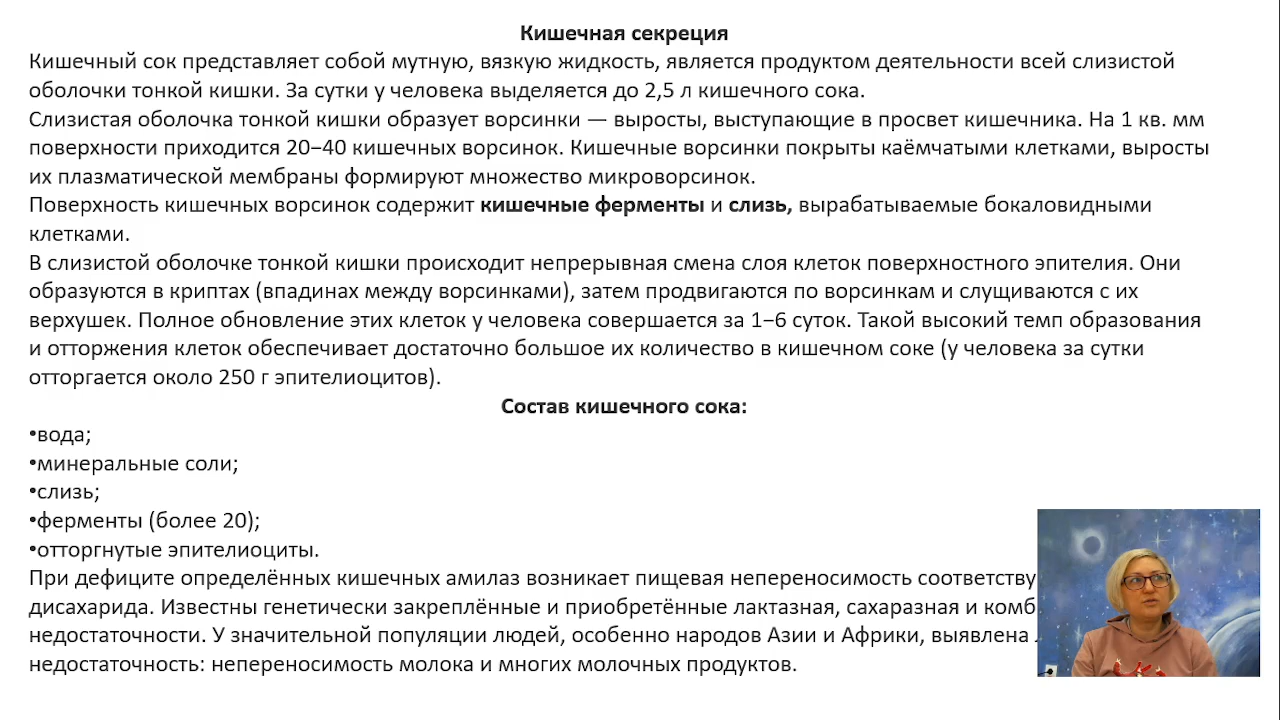 Кишечная секреция
Кишечный сок представляет собой мутную, вязкую жидкость, является продуктом деятельности всей слизистой
оболочки тонкой кишки. За сутки у человека выделяется до 2,5 л кишечного сока.
Слизистая оболочка тонкой кишки образует ворсинки — выросты, выступающие в просвет кишечника. На 1 кв. мм
поверхности приходится 20–40 кишечных ворсинок. Кишечные ворсинки покрыты каёмчатыми клетками, выросты
их плазматической мембраны формируют множество микроворсинок.
Поверхность кишечных ворсинок содержит кишечные ферменты и слизь, вырабатываемые бокаловидными
клетками.
В слизистой оболочке тонкой кишки происходит непрерывная смена слоя клеток поверхностного эпителия. Они
образуются в криптах (впадинах между ворсинками), затем продвигаются по ворсинкам и слущиваются с их
верхушек. Полное обновление этих клеток у человека совершается за 1–6 суток. Такой высокий темп образования
и отторжения клеток обеспечивает достаточно большое их количество в кишечном соке (у человека за сутки
отторгается около 250 г эпителиоцитов).
Состав кишечного сока:
•вода;
•минеральные соли;
•слизь;
•ферменты (более 20);
•отторгнутые эпителиоциты.
При дефиците определённых кишечных амилаз возникает пищевая непереносимость
дисахарида. Известны генетически закреплённые и приобретённые лактазная, сахаразная и
недостаточности. У значительной популяции людей, особенно народов Азии и Африки, выявлена
недостаточность: непереносимость молока и многих молочных продуктов.